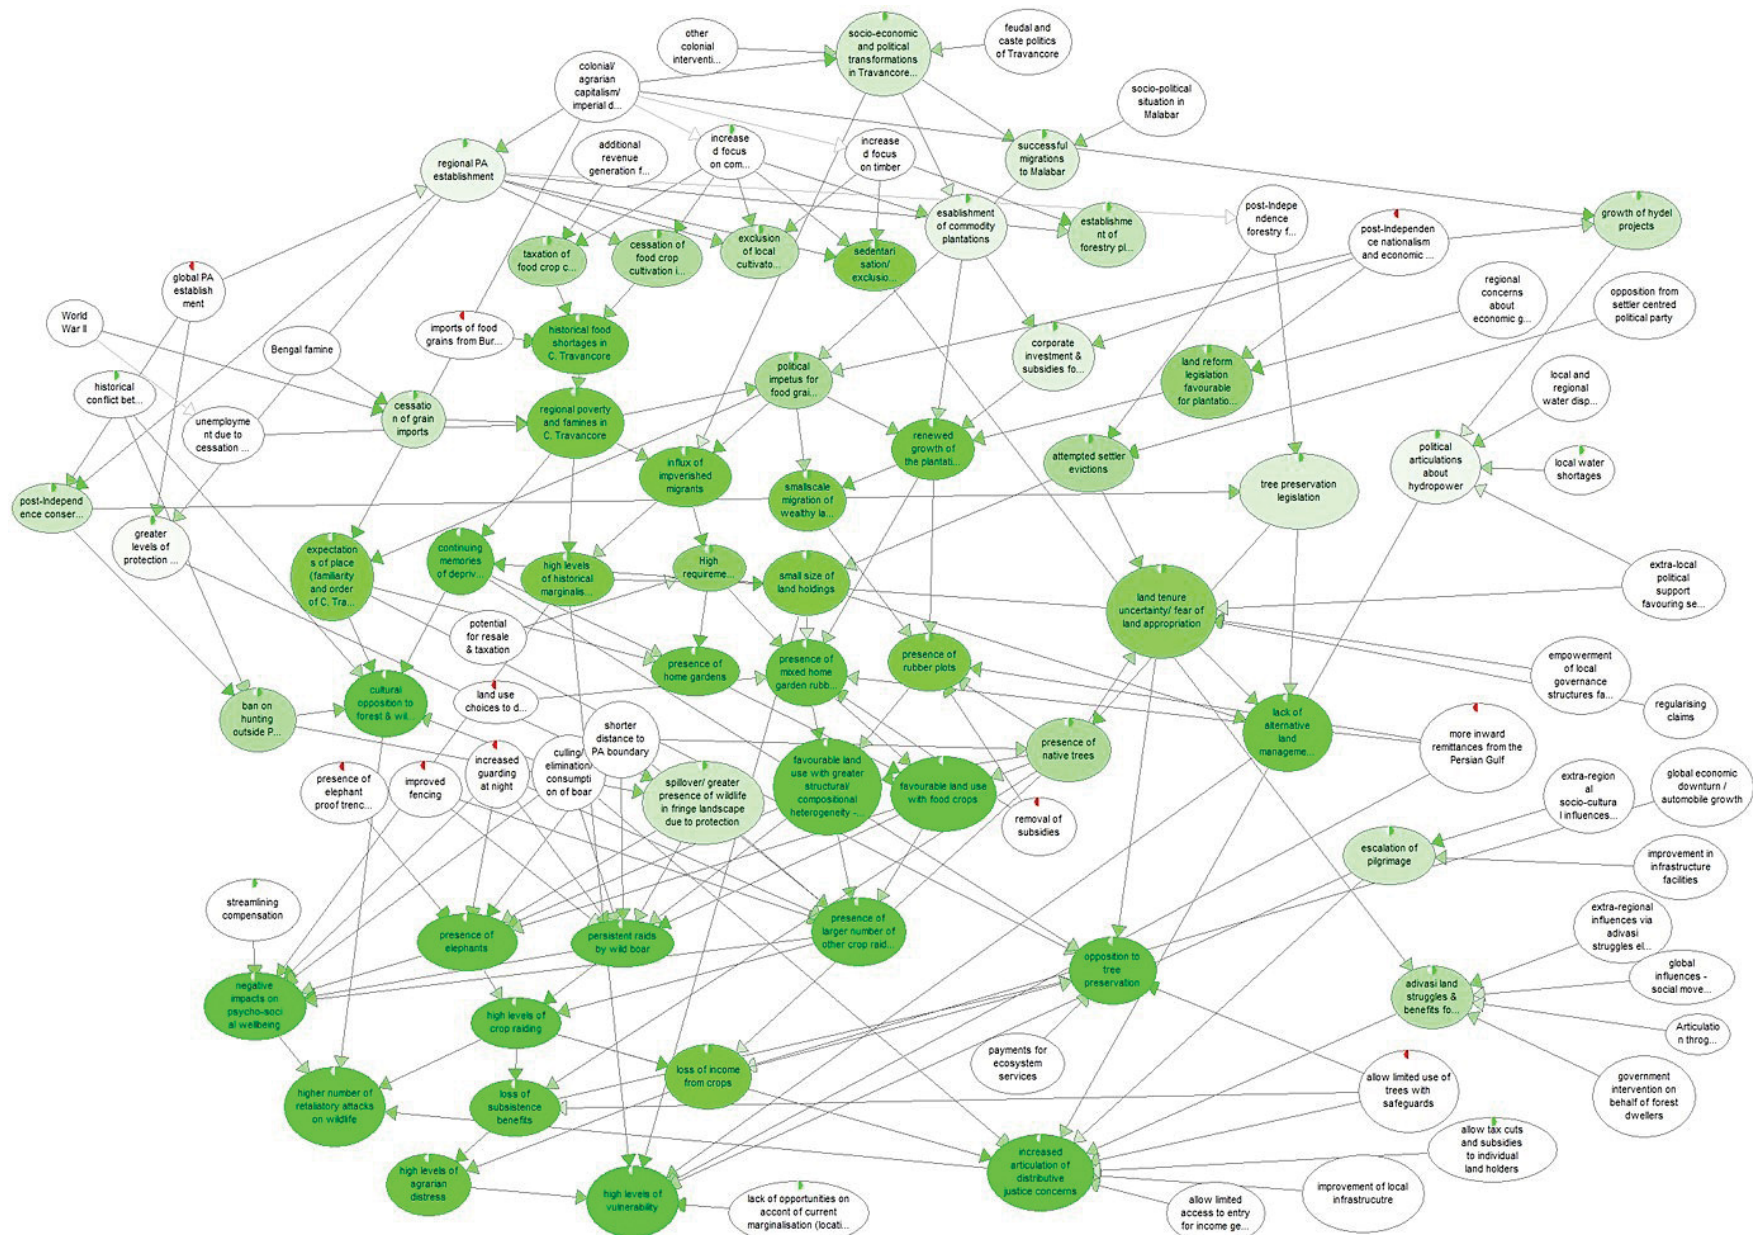 other
colonial
interventi...
socio-economic
and political
transformations
in Travancore...
feudal and
caste politics
of Travancore
colonial/
agrarian
capitalism/
imperial d...
socio-political
situation in
Malabar
regional PA
establishment
additional
revenue
generation f...
increase
d focus
on com...
increase
d focus
on timber
successful
migrations
to Malabar
taxation of
food crop c...
cessation of
food crop
cultivation i...
exclusion
of local
cultivato...
sedentari
sation/
exclusio...
esablishment
of commodity
plantations
establishme
nt of
forestry pl...
post-Indepe
ndence
forestry f...
post-Independen
ce nationalism
and economic ...
growth of hydel
projects
global PA
establish
ment
World
War II
imports of food
grains from Bur...
historical food
shortages in
C. Travancore
Bengal famine
corporate
investment &
subsidies fo...
regional
concerns
about
economic g...
opposition from
settler centred
political party
historical
conflict bet...
unemployme
nt due to
cessation ...
cessatio
n of grain
imports
regional poverty
and famines in
C. Travancore
political
impetus for
food grai...
land reform
legislation
favourable
for plantatio...
local and
regional
water disp...
renewed
growth of
the plantati...
attempted settler
evictions
political
articulations
about
hydropower
local water
shortages
influx of
impverished
migrants
smallscale
migration of
wealthy la...
tree preservation
legislation
post-Independ
ence conser...
greater
levels of
protection ...
expectation
s of place
(familiarity
and order
of C. Tra...
continuing
memories
of depriv...
high levels
of historical
marginalis...
High
requireme...
small size of
land holdings
land tenure
uncertainty/ fear of
land appropriation
extra-local
political
support
favouring se...
potential
for resale
& taxation
presence of
home gardens
presence of
mixed home
garden rubb...
presence of
rubber plots
empowerment
of local
governance
structures fa...
regularising
claims
ban on
hunting
outside P...
cultural
opposition to
forest & wil...
land use
choices to d...
shorter
distance to
PA boundary
lack of
alternative
land
manageme...
more inward
remittances from the
Persian Gulf
presence of
native trees
presence of
elephant
proof trenc...
improved
fencing
increased
guarding
at night
culling/
elimination/
consumpti
on of boar
spillover/ greater
presence of wildlife
in fringe landscape
due to protection
favourable land
use with greater
structural/
compositional
heterogeneity -...
favourable land
use with food crops
removal of
subsidies
extra-region
al
socio-cultura
l influences...
global economic
downturn /
automobile growth
escalation of
pilgrimage
improvement in
infrastructure
facilities
streamlining
compensation
presence of
elephants
persistent raids
by wild boar
presence of
larger number of
other crop raid...
extra-regional
influences via
adivasi
struggles el...
opposition to
tree
preservation
global
influences -
social move...
negative
impacts on
psycho-soci
al wellbeing
adivasi land
struggles &
benefits fo...
high levels of
crop raiding
Articulatio
n throg...
loss of income
from crops
payments for
ecosystem
services
allow limited use of
trees with
safeguards
government
intervention on
behalf of forest
dwellers
higher number of
retaliatory attacks
on wildlife
loss of
subsistence
benefits
allow tax cuts
and subsidies
to individual
land holders
high levels of
agrarian
distress
high levels of
vulnerability
lack of opportunities on
accont of current
marginalisation (locati...
increased
articulation of
distributive
justice concerns
allow limited
access to entry
for income ge...
improvement of local
infrastrucutre